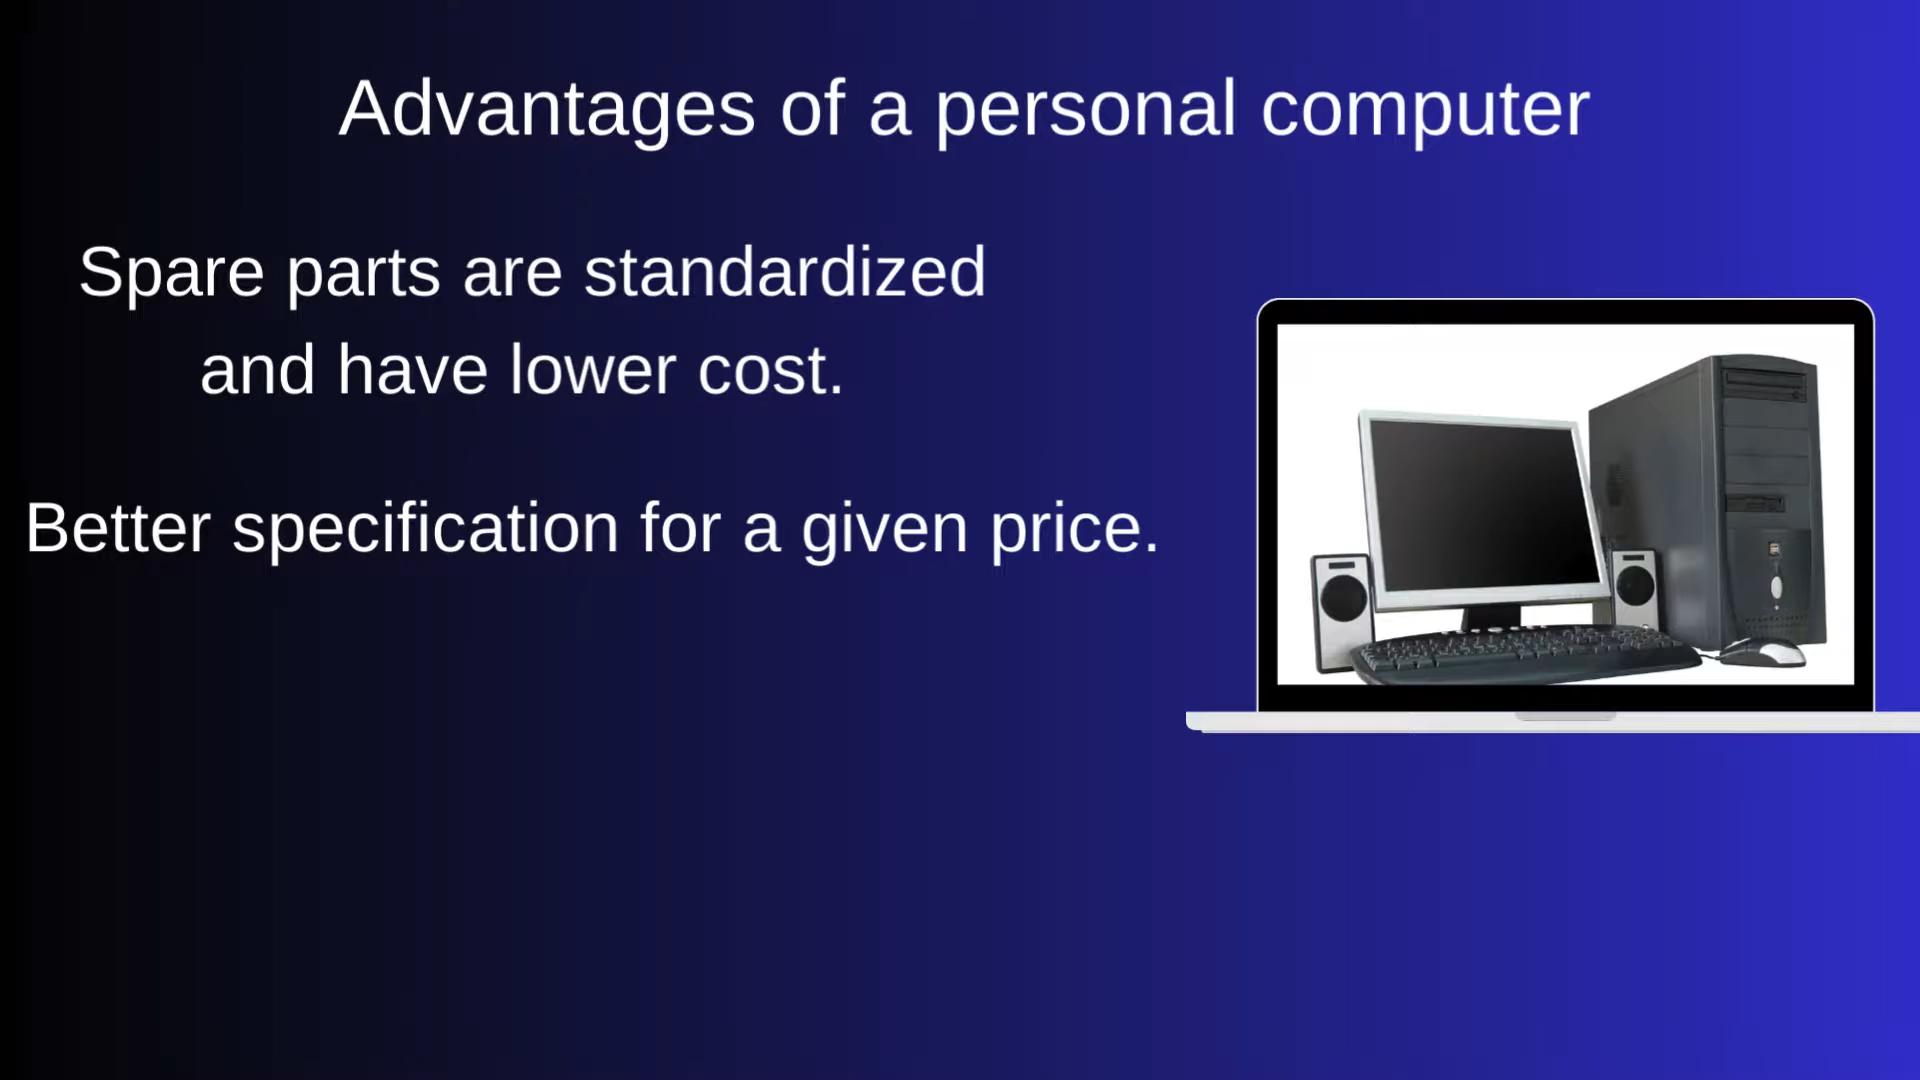 Advantages of a personal computer
Spare parts are standardized
and have lower cost.
Better specification for a given price.